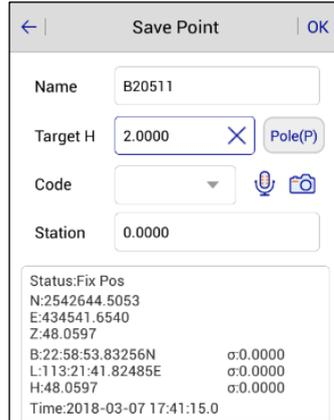 Save Point OK
Name B20511
Target H 2.0000 Pole(P)
Code
Station 0.0000
Status:Fix Pos
N:2542644.5053
E:434541.6540
Z:48.0597
B:22:58:53.83256N σ:0.0000
L:113:21:41.82485E σ:0.0000
H:48.0597 σ:0.0000
Time:2018-03-07 17:41:15.0